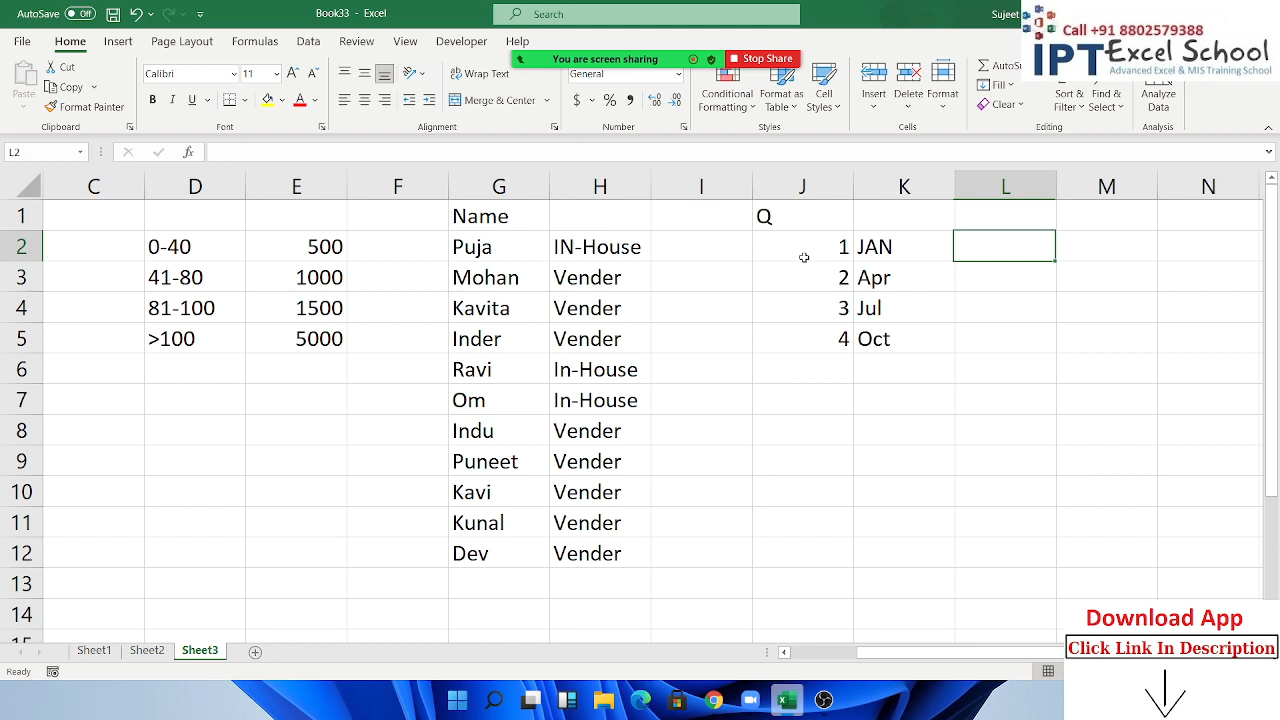 AutoSave Off Book33 - Excel Search Sujeet
Call +91 8802579388
IPT Excel School
Advanced Excel & MIS Training School
File Home Insert Page Layout Formulas Data View Developer Help
You are screen sharing Stop Share
Paste Cut Copy Format Painter
Clipboard
Calibri 11
B I U
Font
Wrap Text
Merge & Center
Alignment
General
Number
Conditional Formatting Format as Table Cell Styles
Styles
Insert Delete Format
Cells
Fill
Clear
Sort & Filter Find & Select
Editing
Analyze Data
Analysis
L2 fx
C D E F G H I J K L M N
1 Name Q
2 0-40 500 Puja IN-House 1 JAN
3 41-80 1000 Mohan Vender 2 Apr
4 81-100 1500 Kavita Vender 3 Jul
5 >100 5000 Inder Vender 4 Oct
6 Ravi In-House
7 Om In-House
8 Indu Vender
9 Puneet Vender
10 Kavi Vender
11 Kunal Vender
12 Dev Vender
13
14
Sheet1 Sheet2 Sheet3
Ready
Download App
Click Link In Description